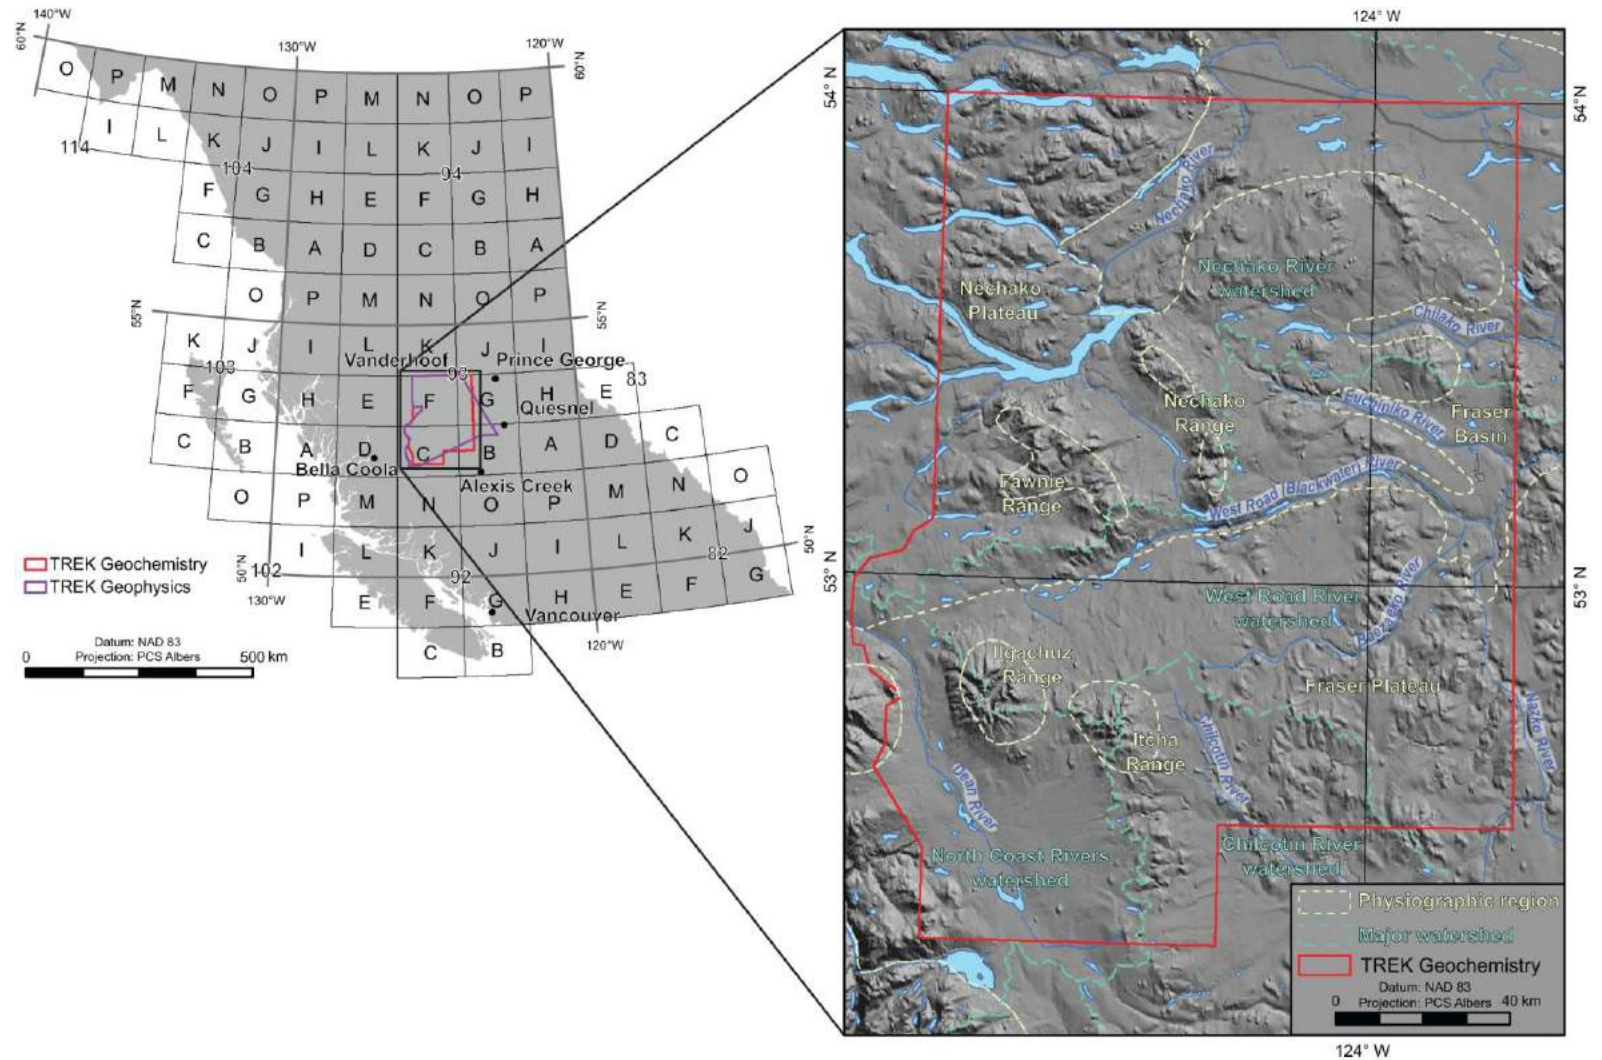 140°W
60°N
130°W
120°W
60°N
O P M N O P M N O P
I L K J I L K J I
114
104
94
F G H E F G H
C B A D C B A
O P M N O P
55°N
55°N
K J I L K J I
103
Vanderhoof
93
Prince George
83
F G H E F G H E
Quesnel
C B A D C B A D C
Bella Coola
Alexis Creek
O P M N O P M N O
I L K J I L K J
50°N
102
92
82
50°N
130°W
E F G H E F G
Vancouver
120°W
C B
TREK Geochemistry
TREK Geophysics
Datum: NAD 83
Projection: PCS Albers
0 500 km
124° W
54° N
54°N
Nechako River
Nechako River
watershed
Nechako
Plateau
Chilako River
Nechako
Range
Euchiniko River
Fraser
Basin
Fawnie
Range
West Road (Blackwater) River
53° N
53° N
West Road River
watershed
Baezaeko River
Ilgachuz
Range
Fraser Plateau
Itcha
Range
Chilcotin River
Nazko River
Dean River
North Coast Rivers
watershed
Chilcotin River
watershed
Physiographic region
Major watershed
TREK Geochemistry
Datum: NAD 83
0 Projection: PCS Albers 40 km
124° W